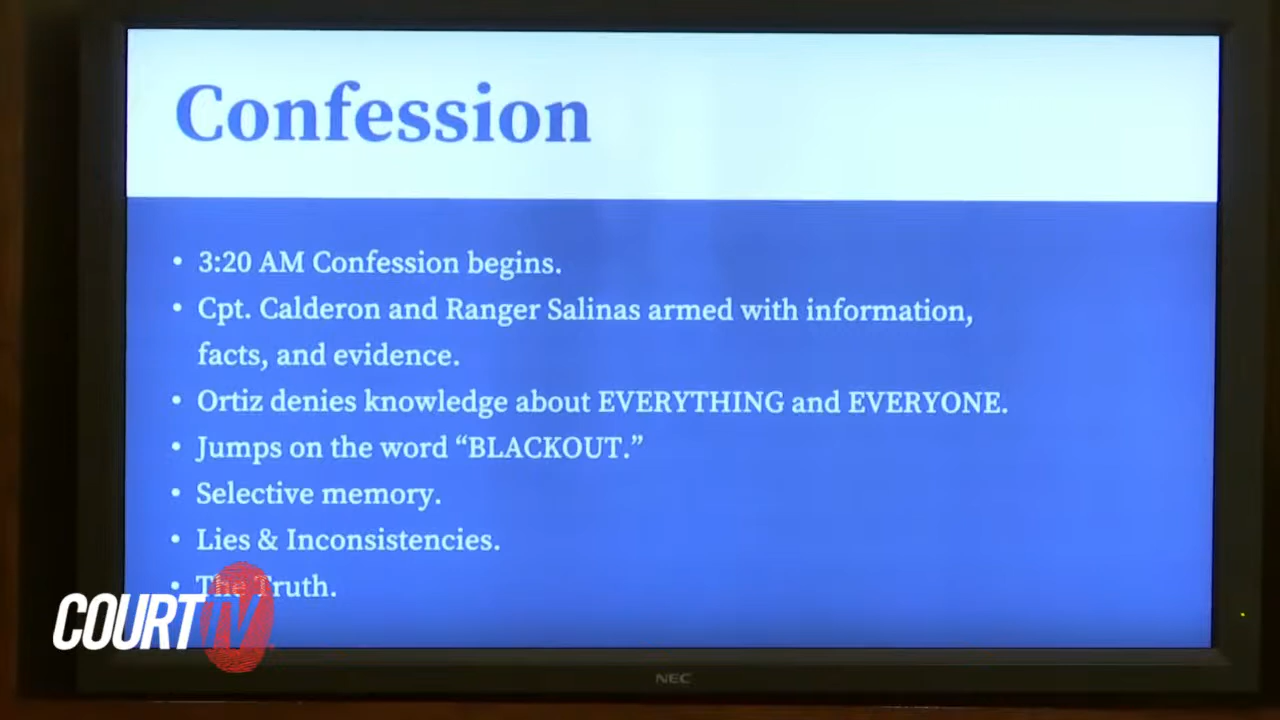 Confession
• 3:20 AM Confession begins.
• Cpt. Calderon and Ranger Salinas armed with information,
facts, and evidence.
• Ortiz denies knowledge about EVERYTHING and EVERYONE.
• Jumps on the word “BLACKOUT.”
• Selective memory.
• Lies & Inconsistencies.
• The Truth.
COURT TV
NEC